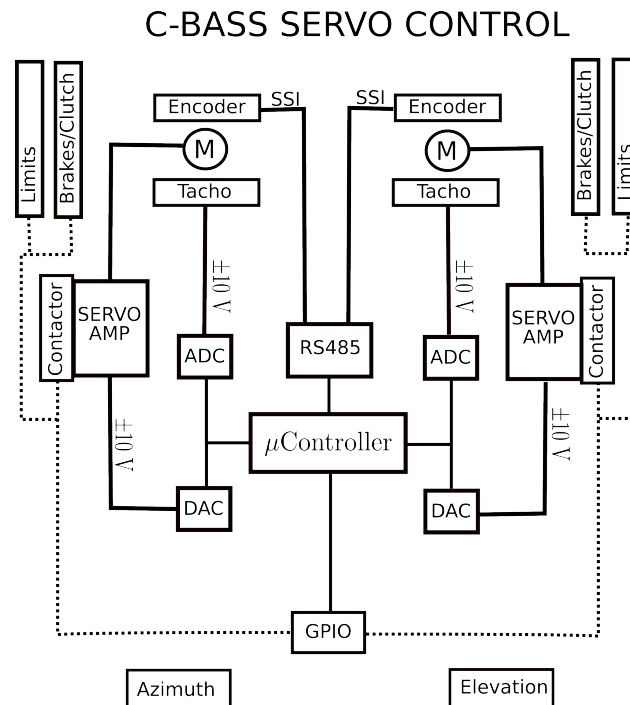 C-BASS SERVO CONTROL
Limits
Brakes/Clutch
Encoder
SSI
M
Tacho
±10 V
Contactor
SERVO
AMP
ADC
±10 V
DAC
SSI
Encoder
M
Tacho
±10 V
Brakes/Clutch
Limits
SERVO
AMP
Contactor
ADC
±10 V
DAC
RS485
μController
GPIO
Azimuth
Elevation